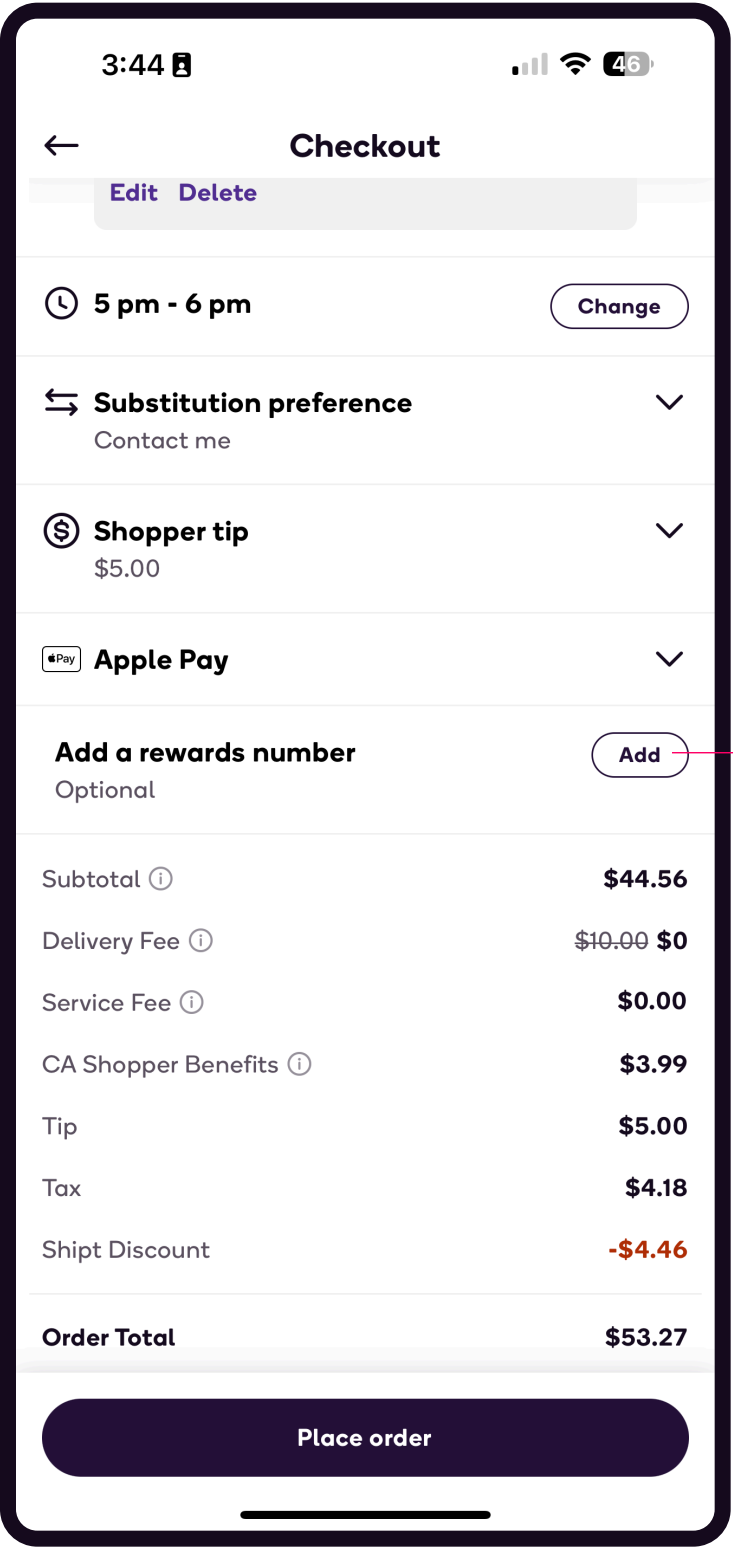 3:44 46
Checkout
Edit Delete
5 pm - 6 pm Change
Substitution preference
Contact me
Shopper tip
$5.00
Pay Apple Pay
Add a rewards number Add
Optional
Subtotal $44.56
Delivery Fee $10.00 $0
Service Fee $0.00
CA Shopper Benefits $3.99
Tip $5.00
Tax $4.18
Shipt Discount -$4.46
Order Total $53.27
Place order